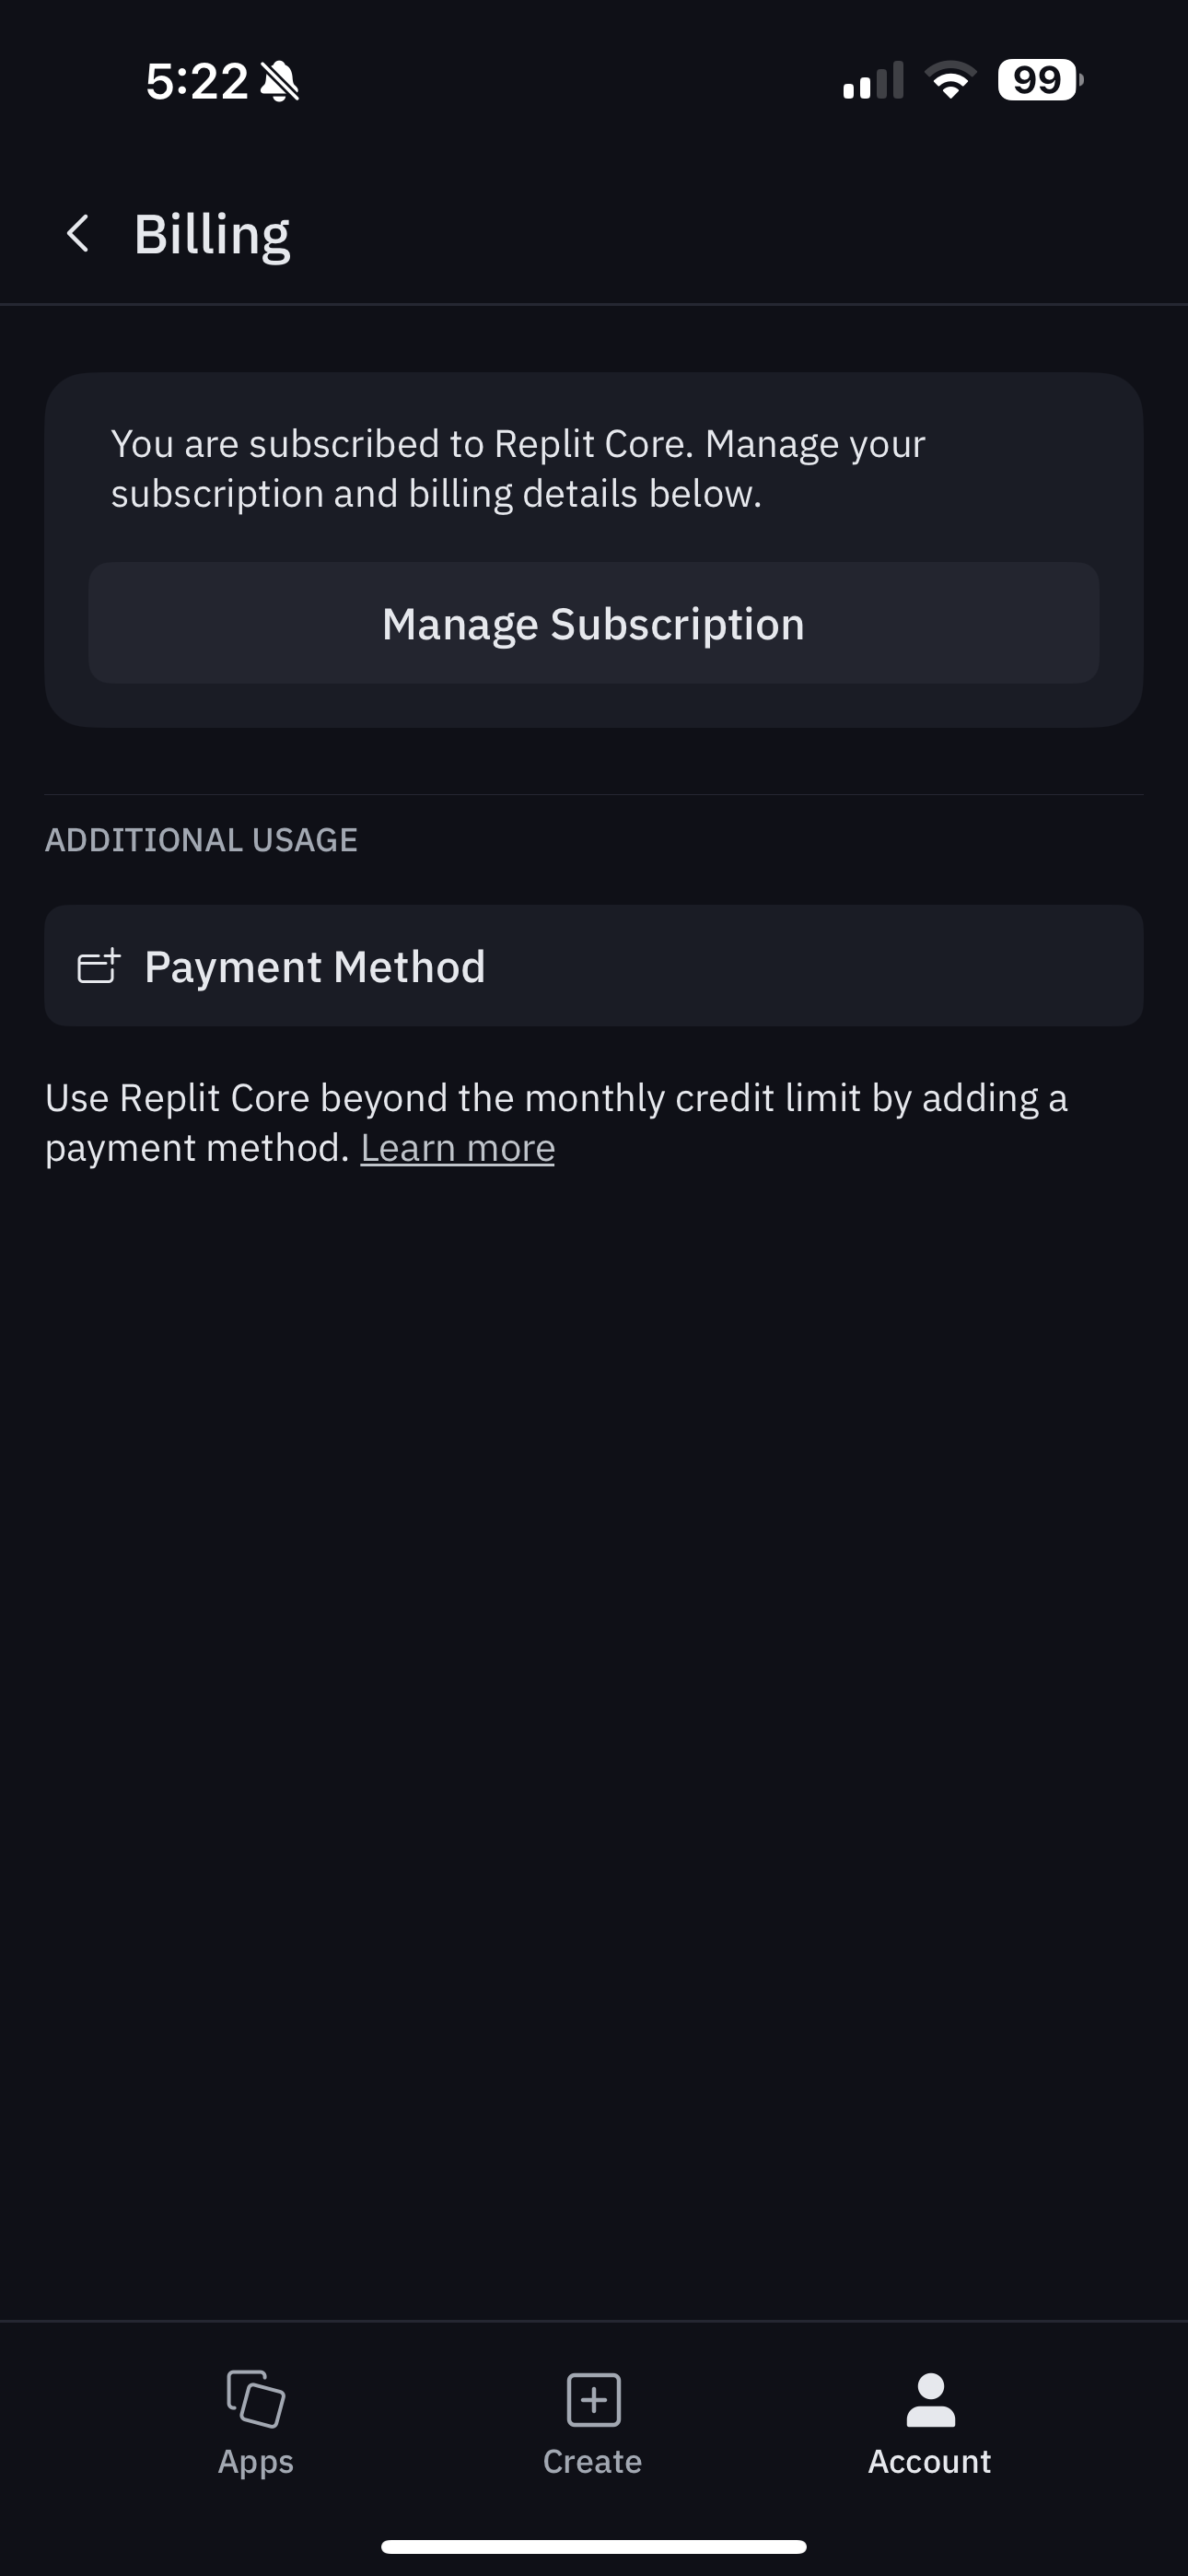 5:22
99
Billing
You are subscribed to Replit Core. Manage your
subscription and billing details below.
Manage Subscription
ADDITIONAL USAGE
Payment Method
Use Replit Core beyond the monthly credit limit by adding a
payment method. Learn more
Apps
Create
Account